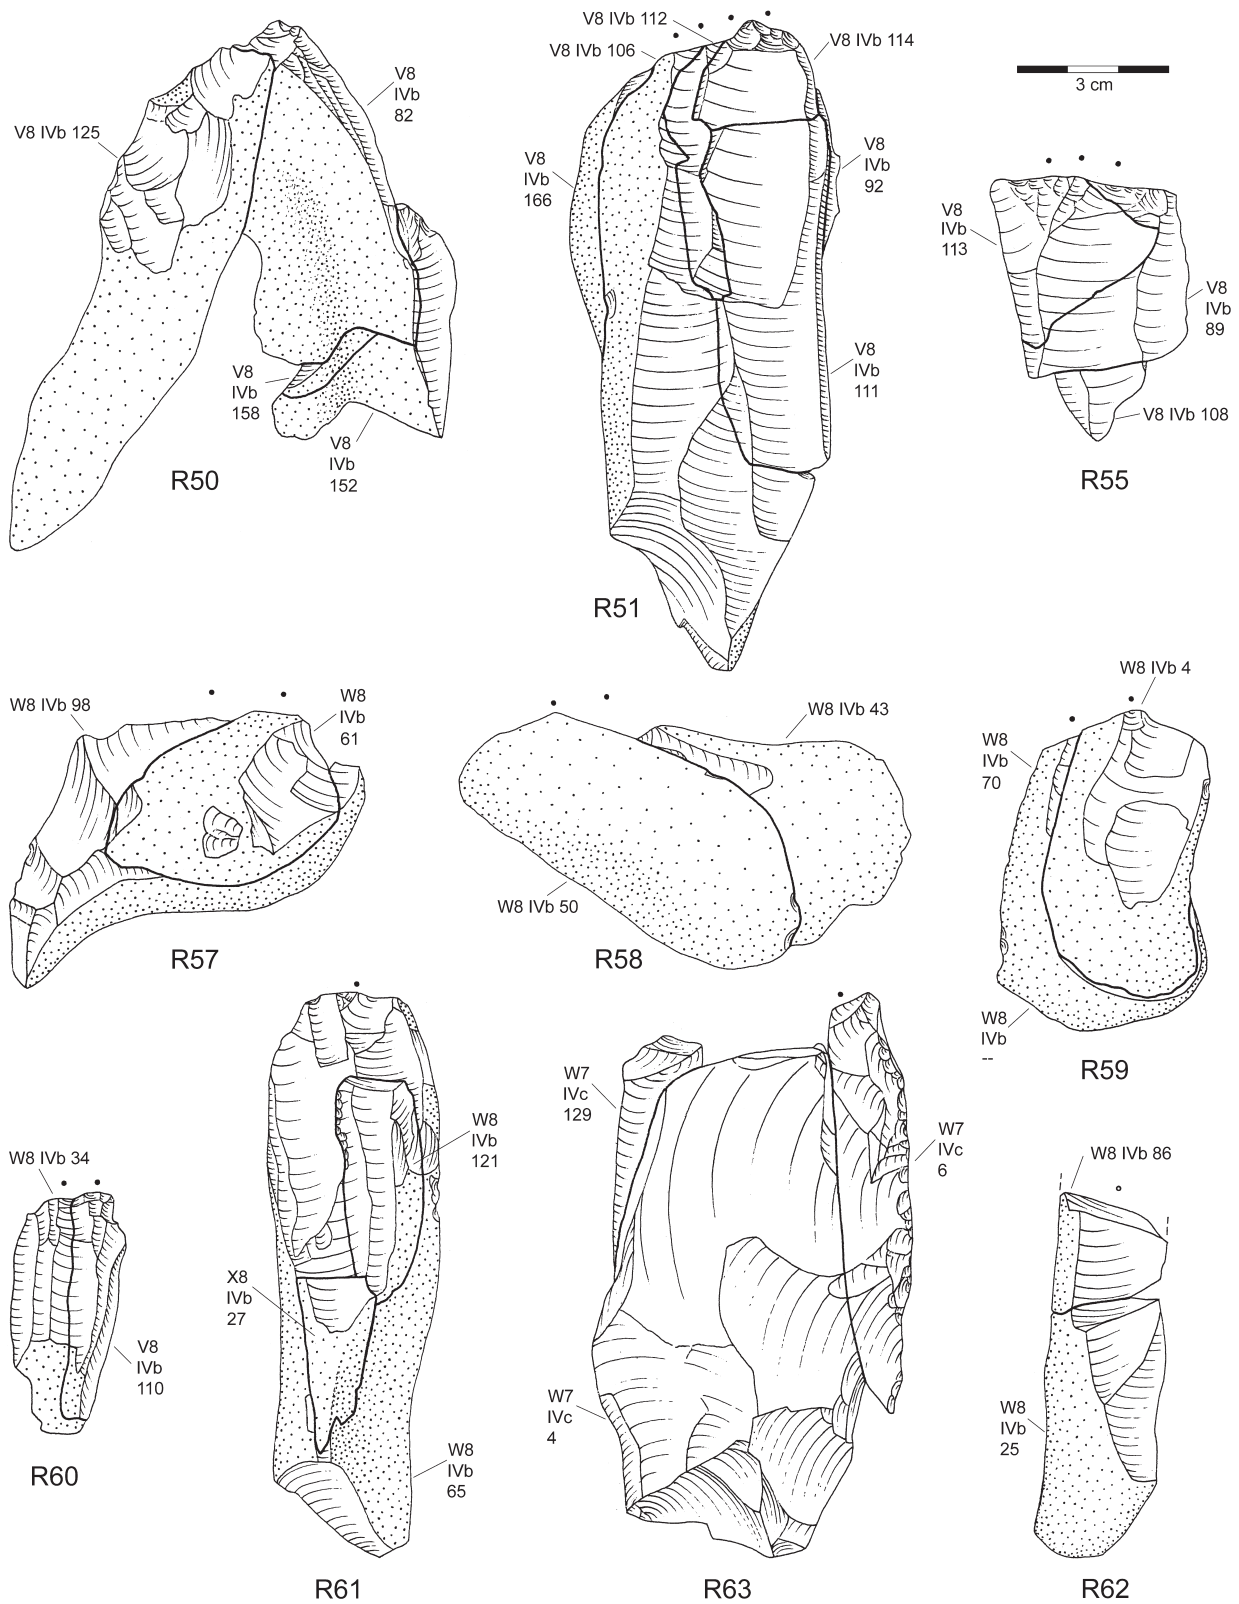 V8 IVb 125
V8
IVb
82
V8
IVb
158
V8
IVb
152
R50
V8 IVb 112
V8 IVb 106
V8 IVb 114
V8
IVb
166
V8
IVb
92
V8
IVb
111
R51
3 cm
V8
IVb
113
V8
IVb
89
V8 IVb 108
R55
W8 IVb 98
W8
IVb
61
R57
W8 IVb 43
W8 IVb 50
R58
W8 IVb 4
W8
IVb
70
W8
IVb
--
R59
W8 IVb 34
V8
IVb
110
R60
W8
IVb
121
X8
IVb
27
W8
IVb
65
R61
W7
IVc
129
W7
IVc
6
W7
IVc
4
R63
W8 IVb 86
W8
IVb
25
R62